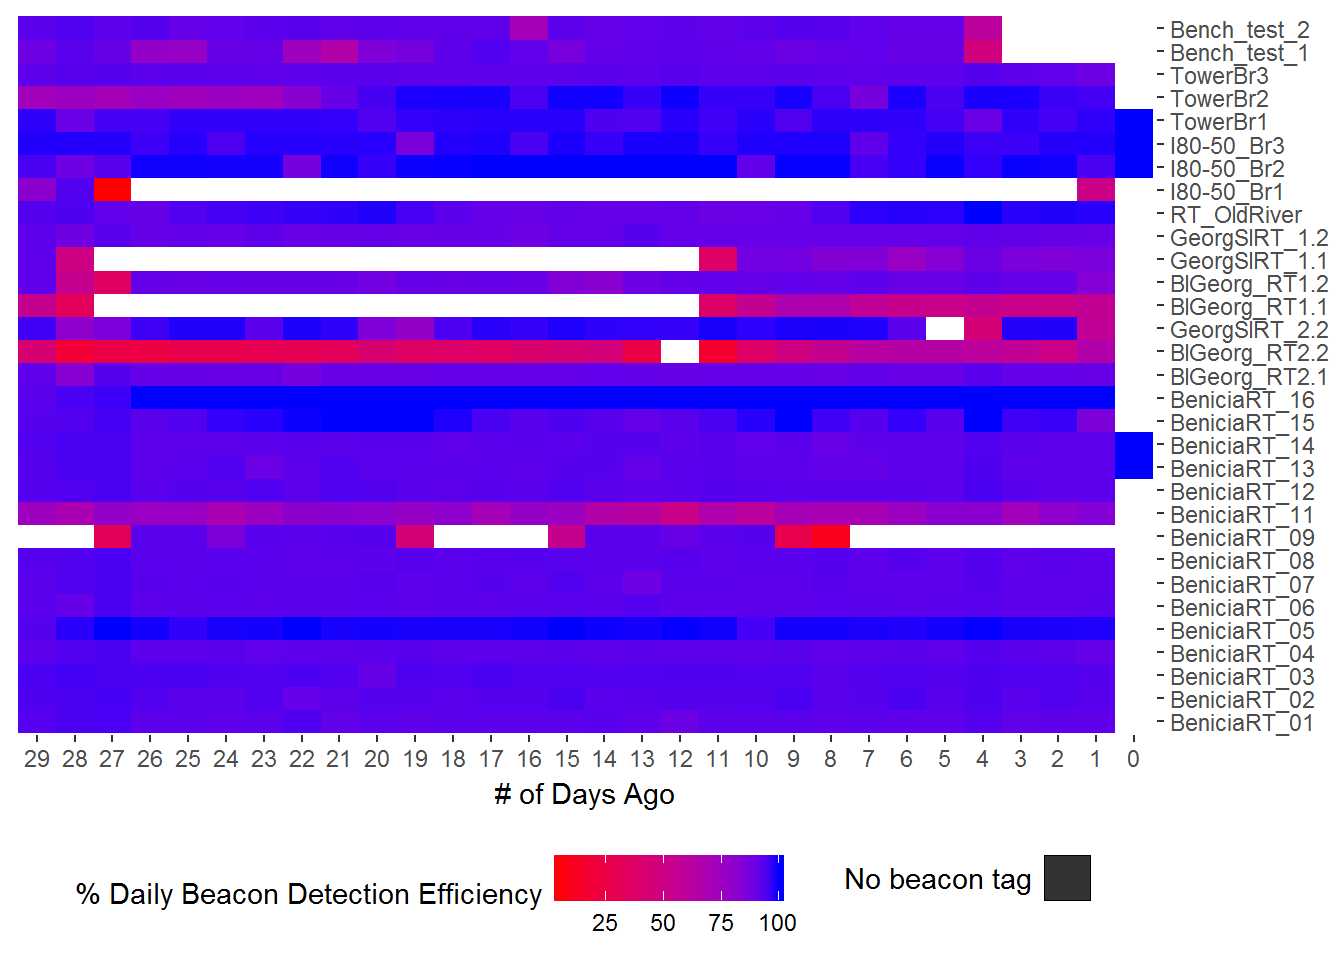 Bench_test_2
Bench_test_1
TowerBr3
TowerBr2
TowerBr1
I80-50_Br3
I80-50_Br2
I80-50_Br1
RT_OldRiver
GeorgSlRT_1.2
GeorgSlRT_1.1
BlGeorg_RT1.2
BlGeorg_RT1.1
GeorgSlRT_2.2
BlGeorg_RT2.2
BlGeorg_RT2.1
BeniciaRT_16
BeniciaRT_15
BeniciaRT_14
BeniciaRT_13
BeniciaRT_12
BeniciaRT_11
BeniciaRT_09
BeniciaRT_08
BeniciaRT_07
BeniciaRT_06
BeniciaRT_05
BeniciaRT_04
BeniciaRT_03
BeniciaRT_02
BeniciaRT_01
29 28 27 26 25 24 23 22 21 20 19 18 17 16 15 14 13 12 11 10 9 8 7 6 5 4 3 2 1 0
# of Days Ago
% Daily Beacon Detection Efficiency
25 50 75 100
No beacon tag